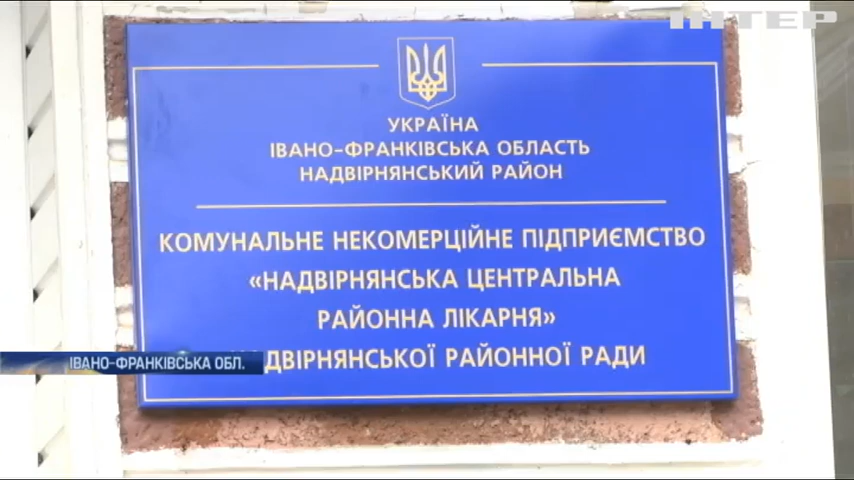 ІНТЕР
УКРАЇНА
ІВАНО-ФРАНКІВСЬКА ОБЛАСТЬ
НАДВІРНЯНСЬКИЙ РАЙОН
КОМУНАЛЬНЕ НЕКОМЕРЦІЙНЕ ПІДПРИЄМСТВО
«НАДВІРНЯНСЬКА ЦЕНТРАЛЬНА
РАЙОННА ЛІКАРНЯ»
АДВІРНЯНСЬКОЇ РАЙОННОЇ РАДИ
ІВАНО-ФРАНКІВСЬКА ОБЛ.